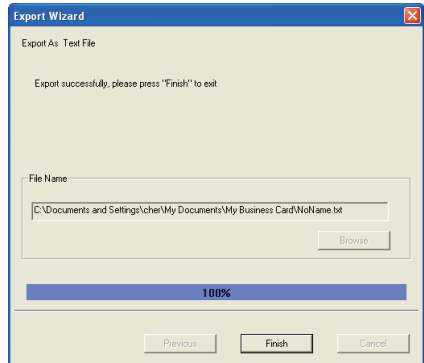 Export Wizard
Export As Text File
Export successfully, please press "Finish" to exit
File Name
C:\Documents and Settings\cher\My Documents\My Business Card\NoName.txt
Browse
100%
Previous Finish Cancel